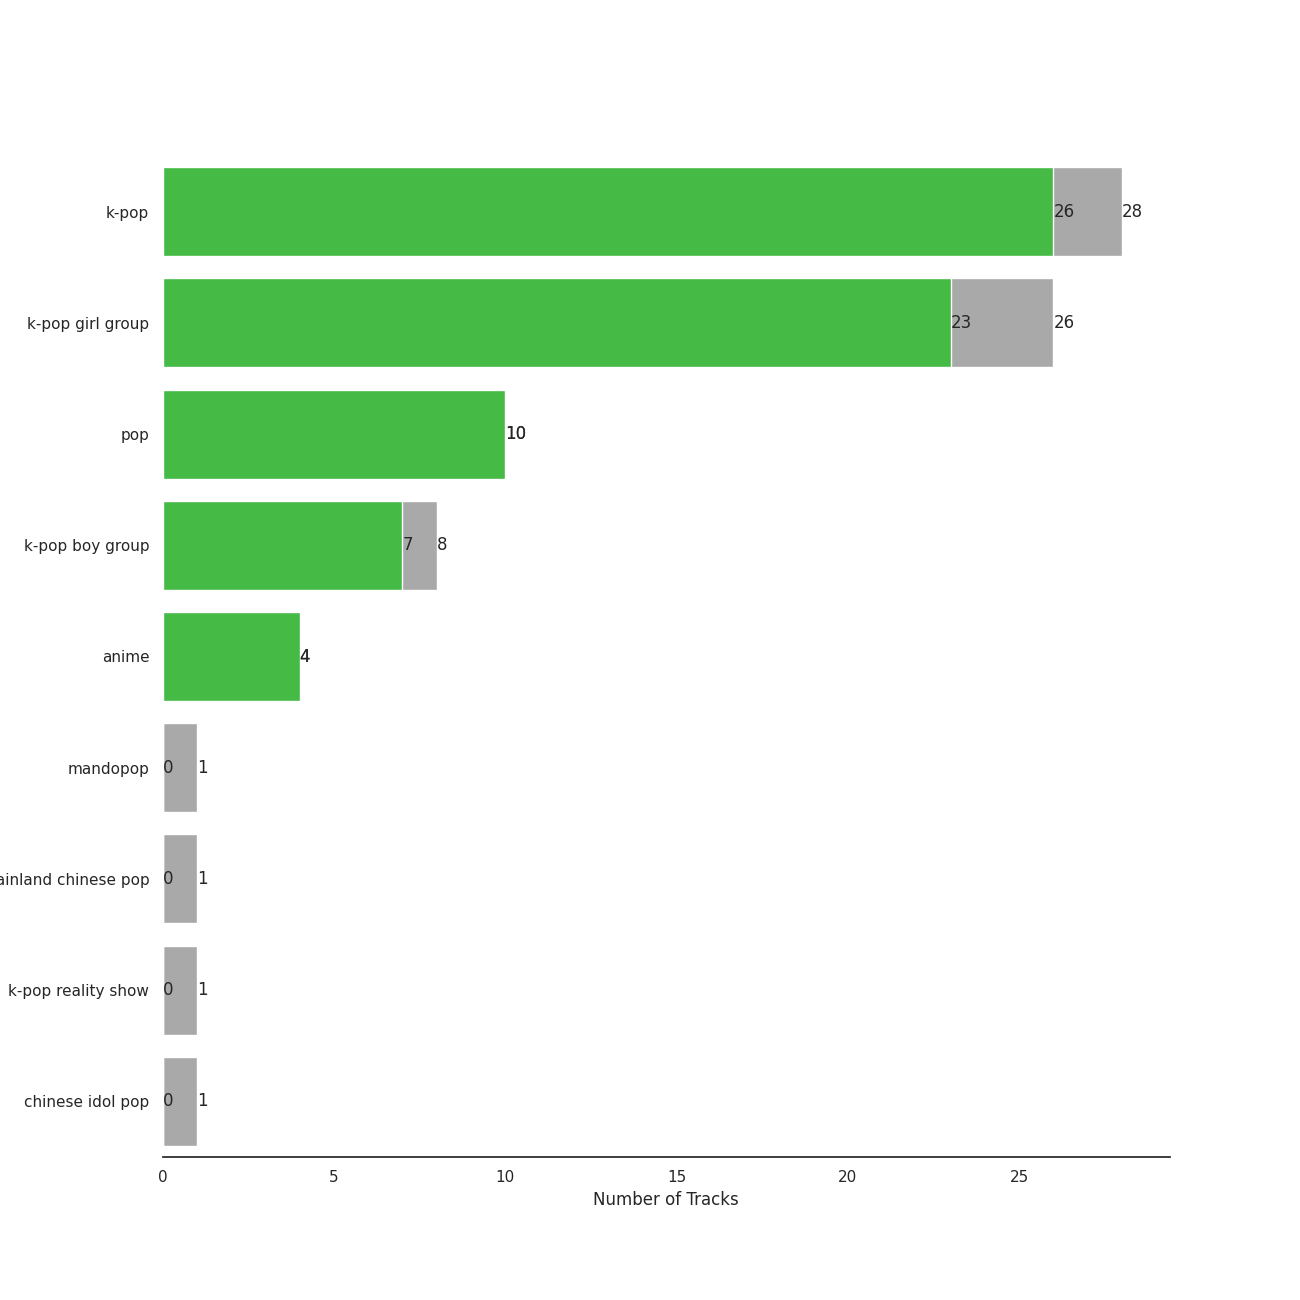 k-pop 26 28
k-pop girl group 23 26
pop 10
k-pop boy group 7 8
anime 4
mandopop 0 1
ainland chinese pop 0 1
k-pop reality show 0 1
chinese idol pop 0 1
0 5 10 15 20 25
Number of Tracks